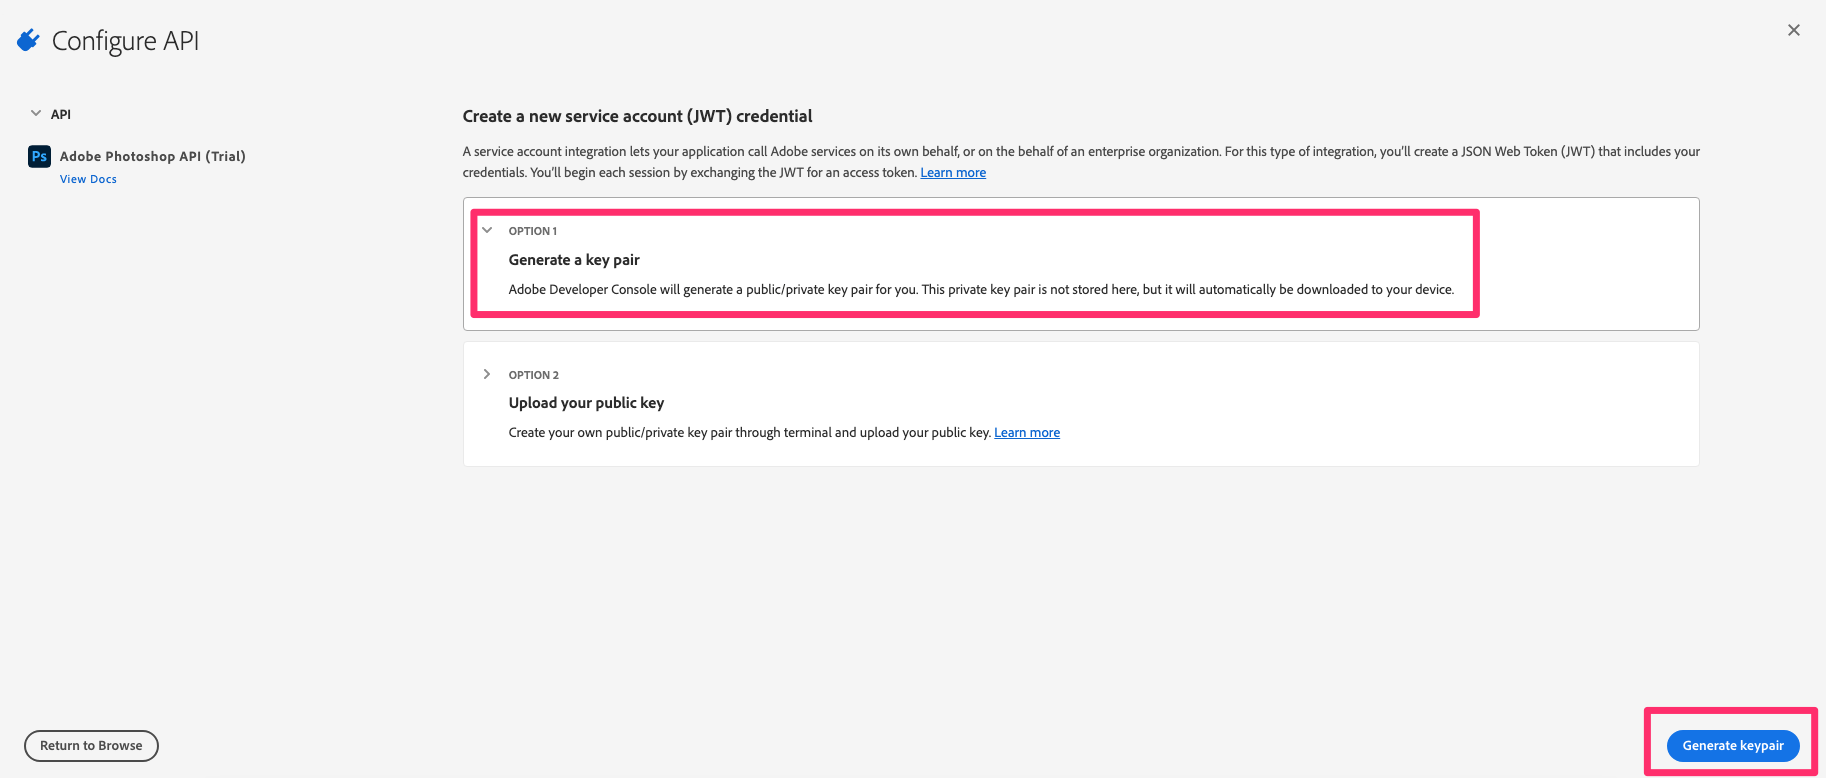 Configure API
API
Ps Adobe Photoshop API (Trial)
View Docs
Create a new service account (JWT) credential
A service account integration lets your application call Adobe services on its own behalf, or on the behalf of an enterprise organization. For this type of integration, you'll create a JSON Web Token (JWT) that includes your
credentials. You'll begin each session by exchanging the JWT for an access token. Learn more
OPTION 1
Generate a key pair
Adobe Developer Console will generate a public/private key pair for you. This private key pair is not stored here, but it will automatically be downloaded to your device.
OPTION 2
Upload your public key
Create your own public/private key pair through terminal and upload your public key. Learn more
Return to Browse
Generate keypair